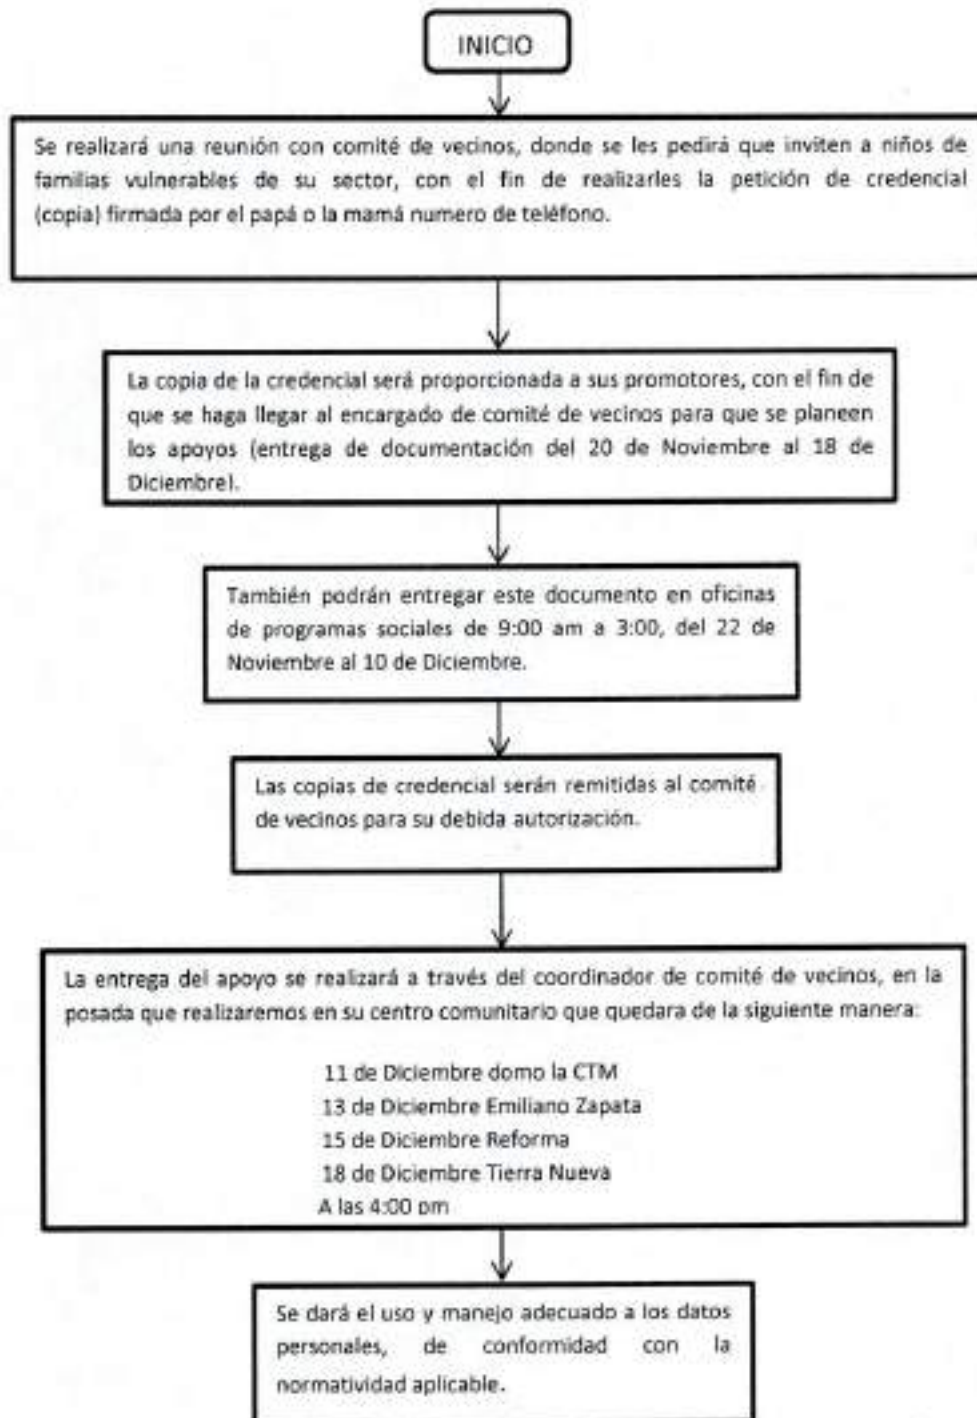 INICIO
Se realizará una reunión con comité de vecinos, donde se les pedirá que inviten a niños de
familias vulnerables de su sector, con el fin de realizarles la petición de credencial
(copia) firmada por el papá o la mamá numero de teléfono.
La copia de la credencial será proporcionada a sus promotores, con el fin de
que se haga llegar al encargado de comité de vecinos para que se planeen
los apoyos (entrega de documentación del 20 de Noviembre al 18 de
Diciembre).
También podrán entregar este documento en oficinas
de programas sociales de 9:00 am a 3:00, del 22 de
Noviembre al 10 de Diciembre.
Las copias de credencial serán remitidas al comité
de vecinos para su debida autorización.
La entrega del apoyo se realizará a través del coordinador de comité de vecinos, en la
posada que realizaremos en su centro comunitario que quedara de la siguiente manera:
11 de Diciembre domo la CTM
13 de Diciembre Emiliano Zapata
15 de Diciembre Reforma
18 de Diciembre Tierra Nueva
A las 4:00 pm
Se dará el uso y manejo adecuado a los datos
personales, de conformidad con la
normatividad aplicable.